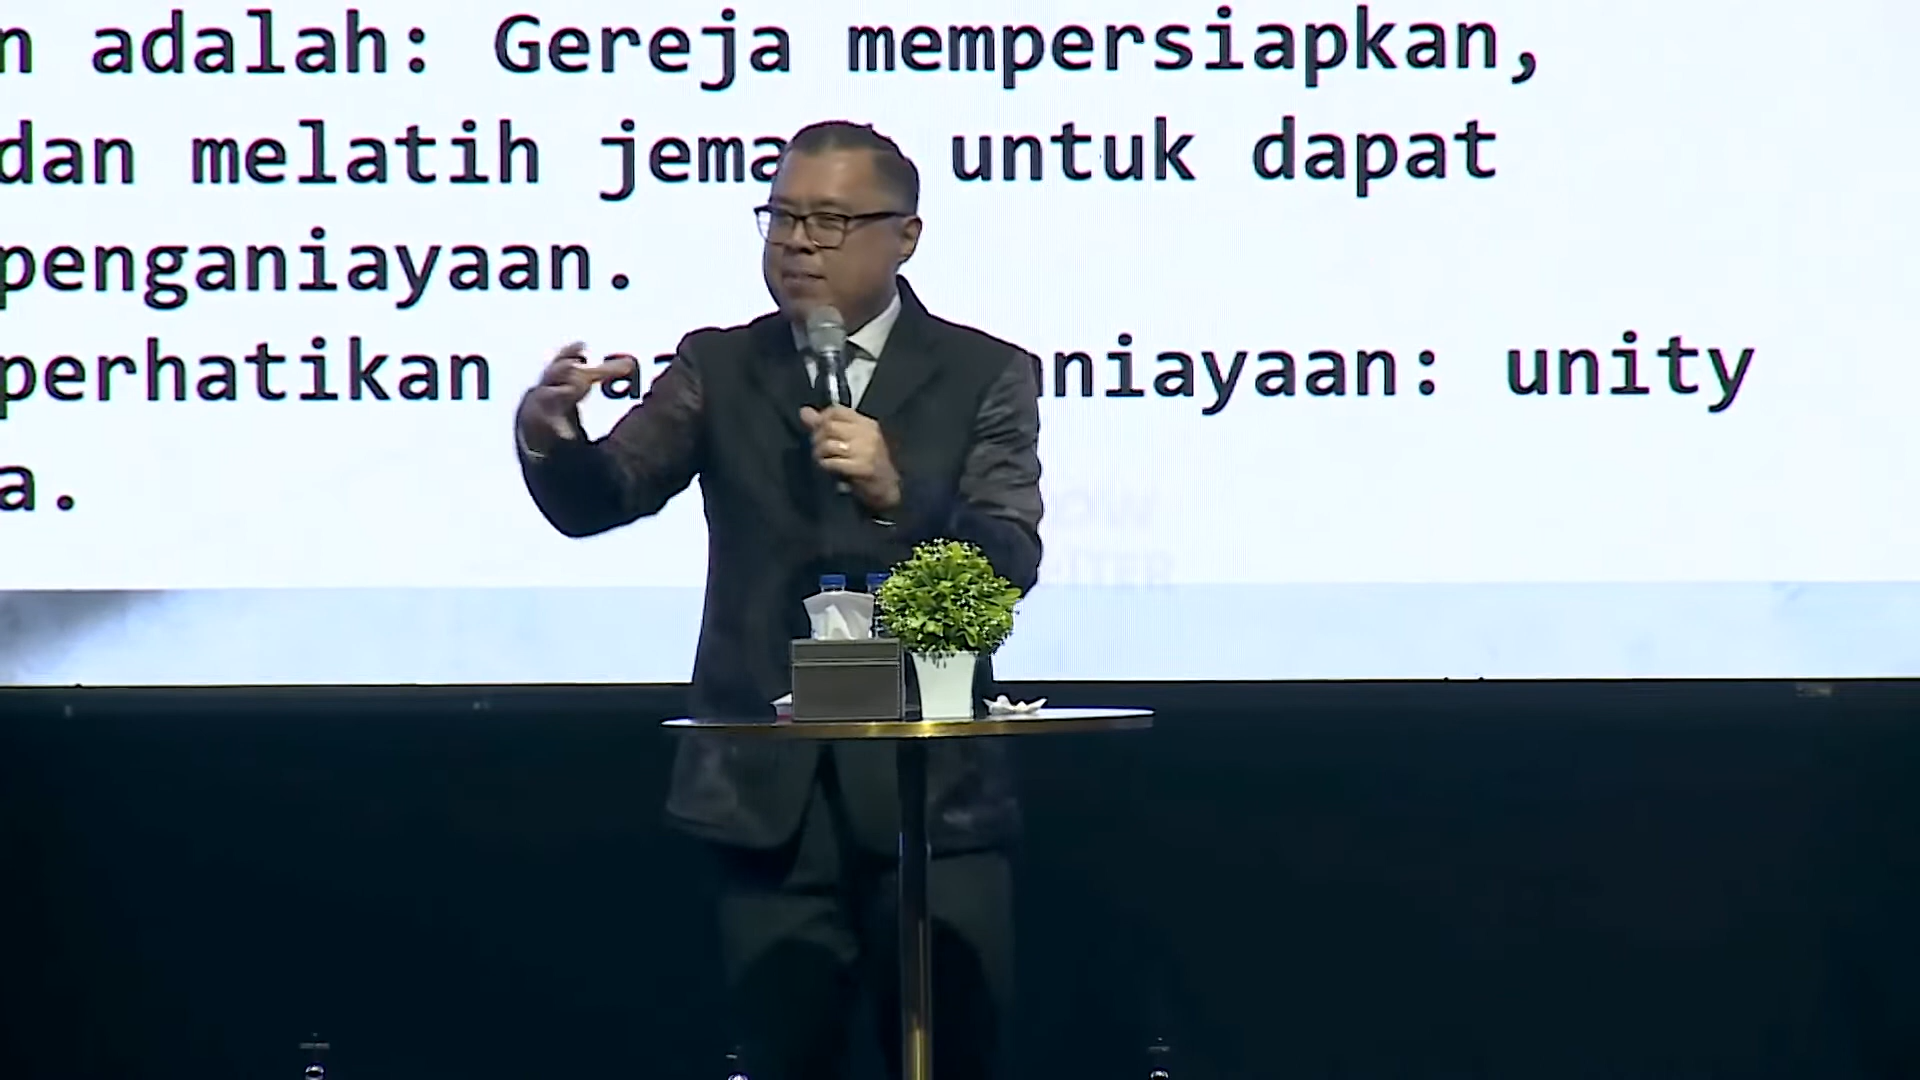 n adalah: Gereja mempersiapkan,
dan melatih jema untuk dapat
penganiayaan.
perhatikan niayaan: unity
a.